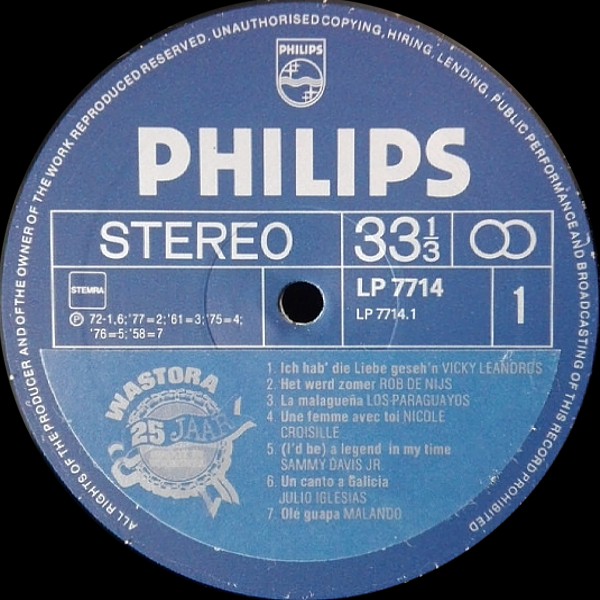 ALL RIGHTS OF THE PRODUCER AND OF THE OWNER OF THE WORK REPRODUCED RESERVED. UNAUTHORISED COPYING, HIRING, LENDING, PUBLIC PERFORMANCE AND BROADCASTING OF THIS RECORD PROHIBITED
PHILIPS
PHILIPS
STEREO
33 1/3
STEMRA
LP 7714
LP 7714.1
1
Ⓟ 72-1,6; '77=2; '61=3; '75=4;
'76=5; '58=7
WASTORA
25 JAAR
1. Ich hab' die Liebe geseh'n VICKY LEANDROS
2. Het werd zomer ROB DE NIJS
3. La malagueña LOS PARAGUAYOS
4. Une femme avec toi NICOLE
CROISILLE
5. (I'd be) a legend in my time
SAMMY DAVIS JR.
6. Un canto a Galicia
JULIO IGLESIAS
7. Olé guapa MALANDO